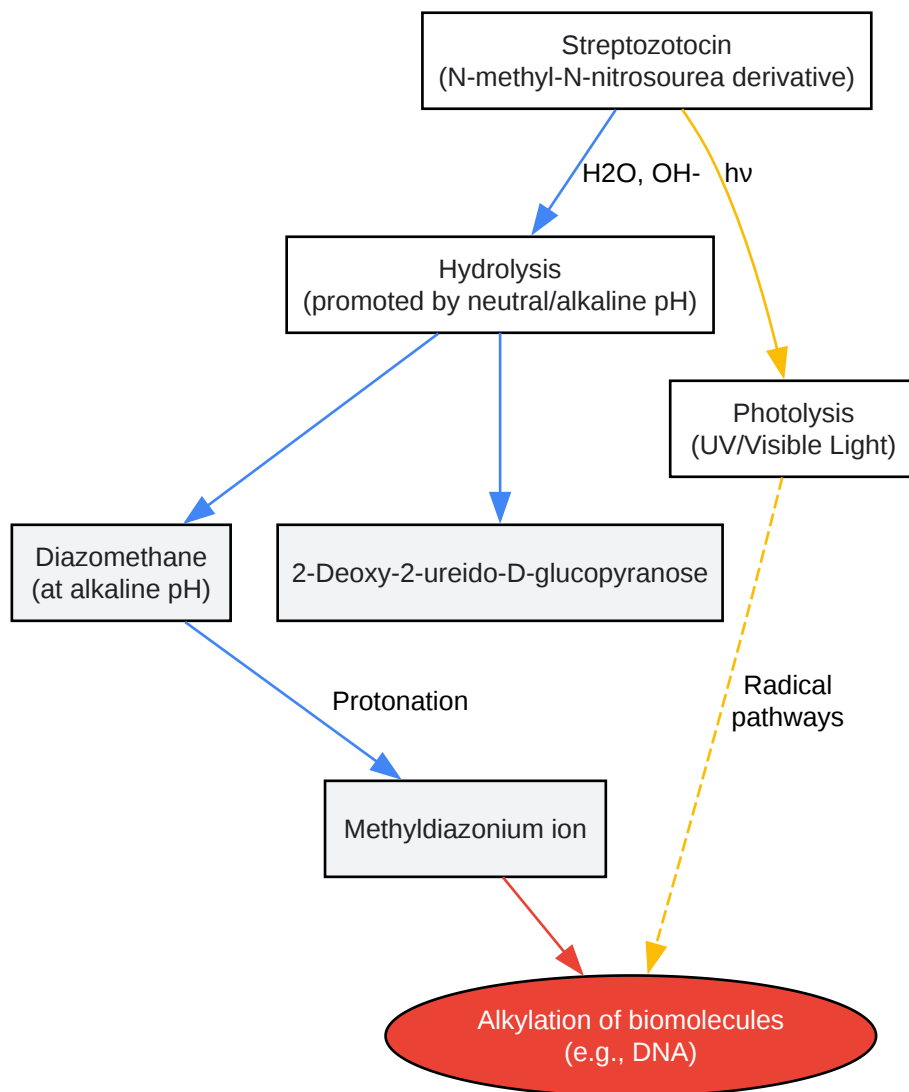 Streptozotocin
(N-methyl-N-nitrosourea derivative)
H2O, OH-
hν
Hydrolysis
(promoted by neutral/alkaline pH)
Photolysis
(UV/Visible Light)
Diazomethane
(at alkaline pH)
2-Deoxy-2-ureido-D-glucopyranose
Protonation
Radical
pathways
Methyldiazonium ion
Alkylation of biomolecules
(e.g., DNA)